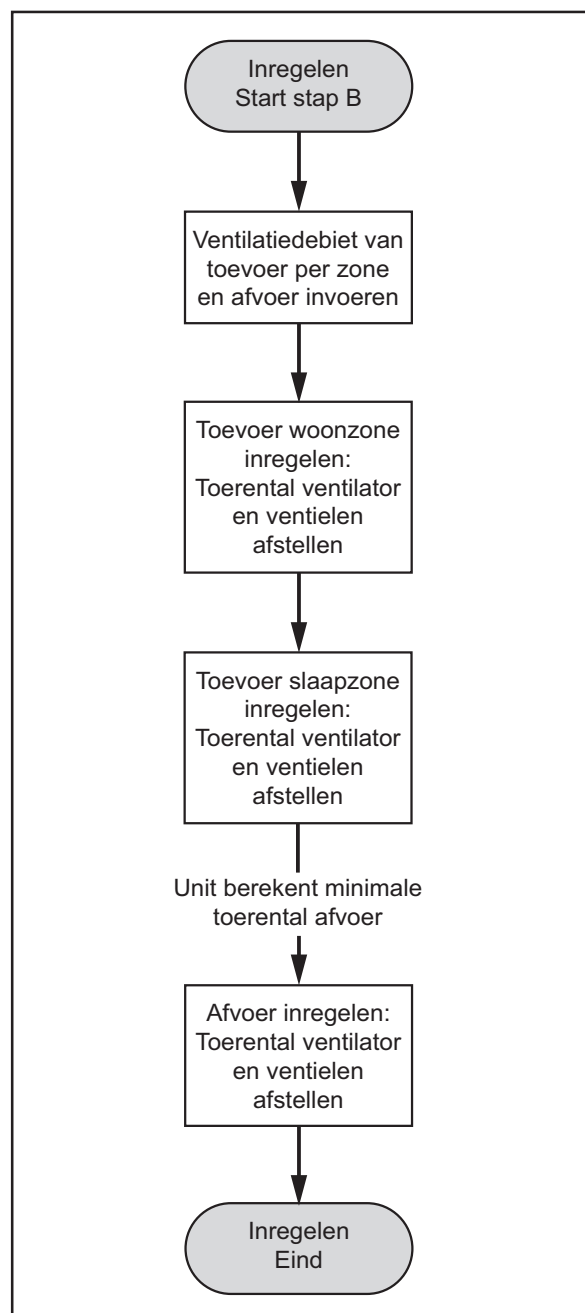 Inregelen
Start stap B
Ventilatiedebiet van
toevoer per zone
en afvoer invoeren
Toevoer woonzone
inregelen:
Toerental ventilator
en ventielen
afstellen
Toevoer slaapzone
inregelen:
Toerental ventilator
en ventielen
afstellen
Unit berekent minimale
toerental afvoer
Afvoer inregelen:
Toerental ventilator
en ventielen
afstellen
Inregelen
Eind